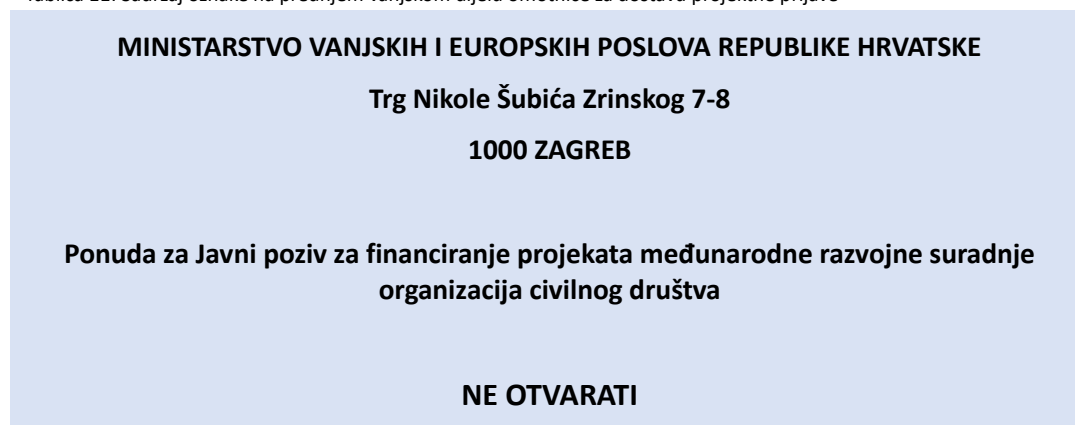 MINISTARSTVO VANJSKIH I EUROPSKIH POSLOVA REPUBLIKE HRVATSKE
Trg Nikole Šubića Zrinskog 7-8
1000 ZAGREB
Ponuda za Javni poziv za financiranje projekata međunarodne razvojne suradnje
organizacija civilnog društva
NE OTVARATI